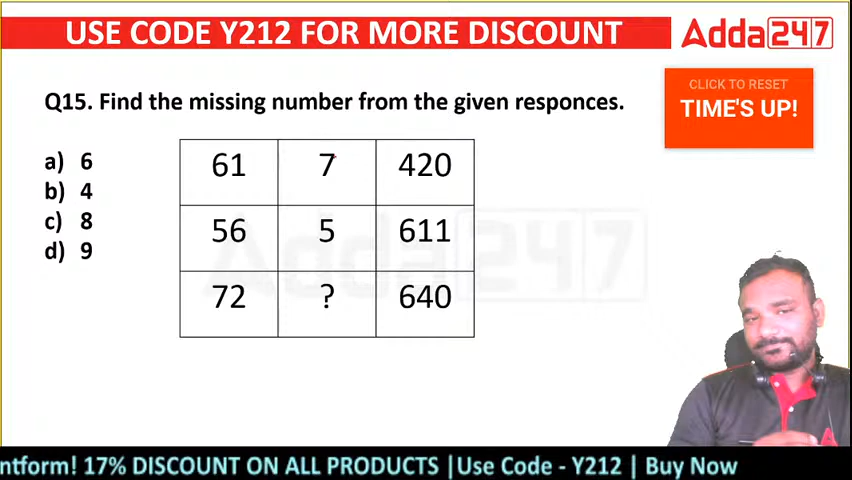 USE CODE Y212 FOR MORE DISCOUNT
Adda247
CLICK TO RESET
TIME'S UP!
Q15. Find the missing number from the given responces.
a) 6
b) 4
c) 8
d) 9
61 7 420
56 5 611
72 ? 640
Adda247
ntform! 17% DISCOUNT ON ALL PRODUCTS |Use Code - Y212 | Buy Now